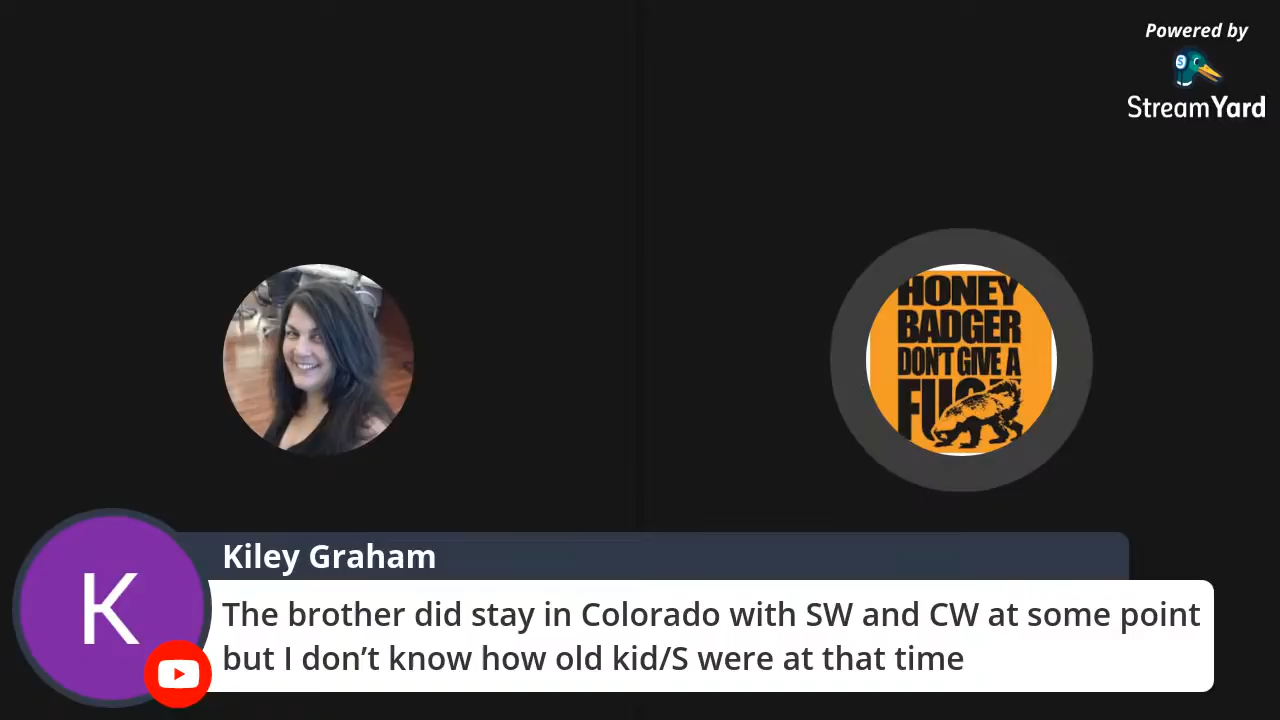 Powered by
S
StreamYard
HONEY
BADGER
DON'T GIVE A
Kiley Graham
K
The brother did stay in Colorado with SW and CW at some point
but I don’t know how old kid/S were at that time